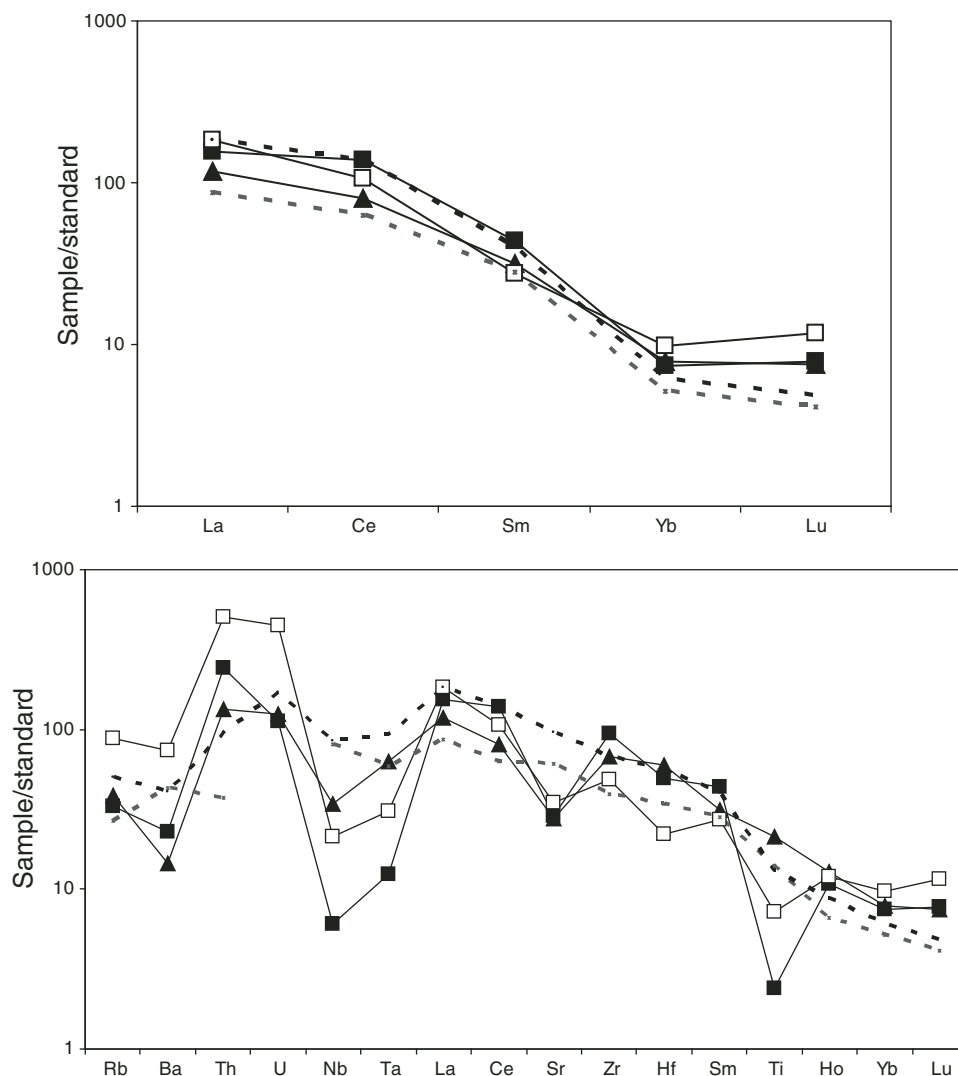 1000
100
10
1
Sample/standard
La Ce Sm Yb Lu
1000
100
10
1
Sample/standard
Rb Ba Th U Nb Ta La Ce Sr Zr Hf Sm Ti Ho Yb Lu